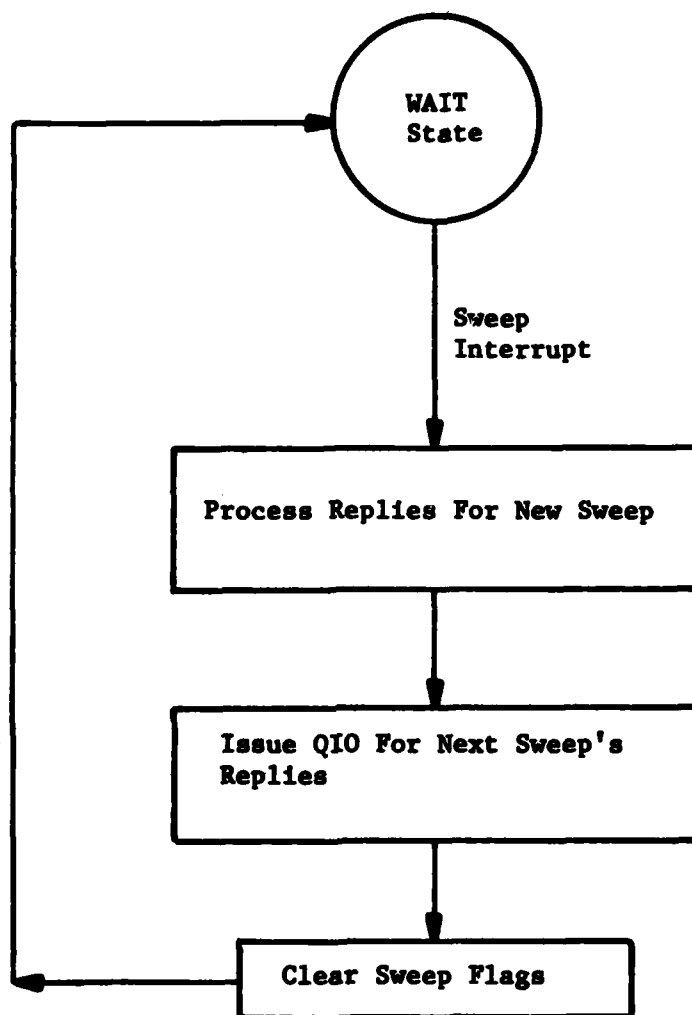 WAIT
State
Sweep
Interrupt
Process Replies For New Sweep
Issue QIO For Next Sweep's
Replies
Clear Sweep Flags